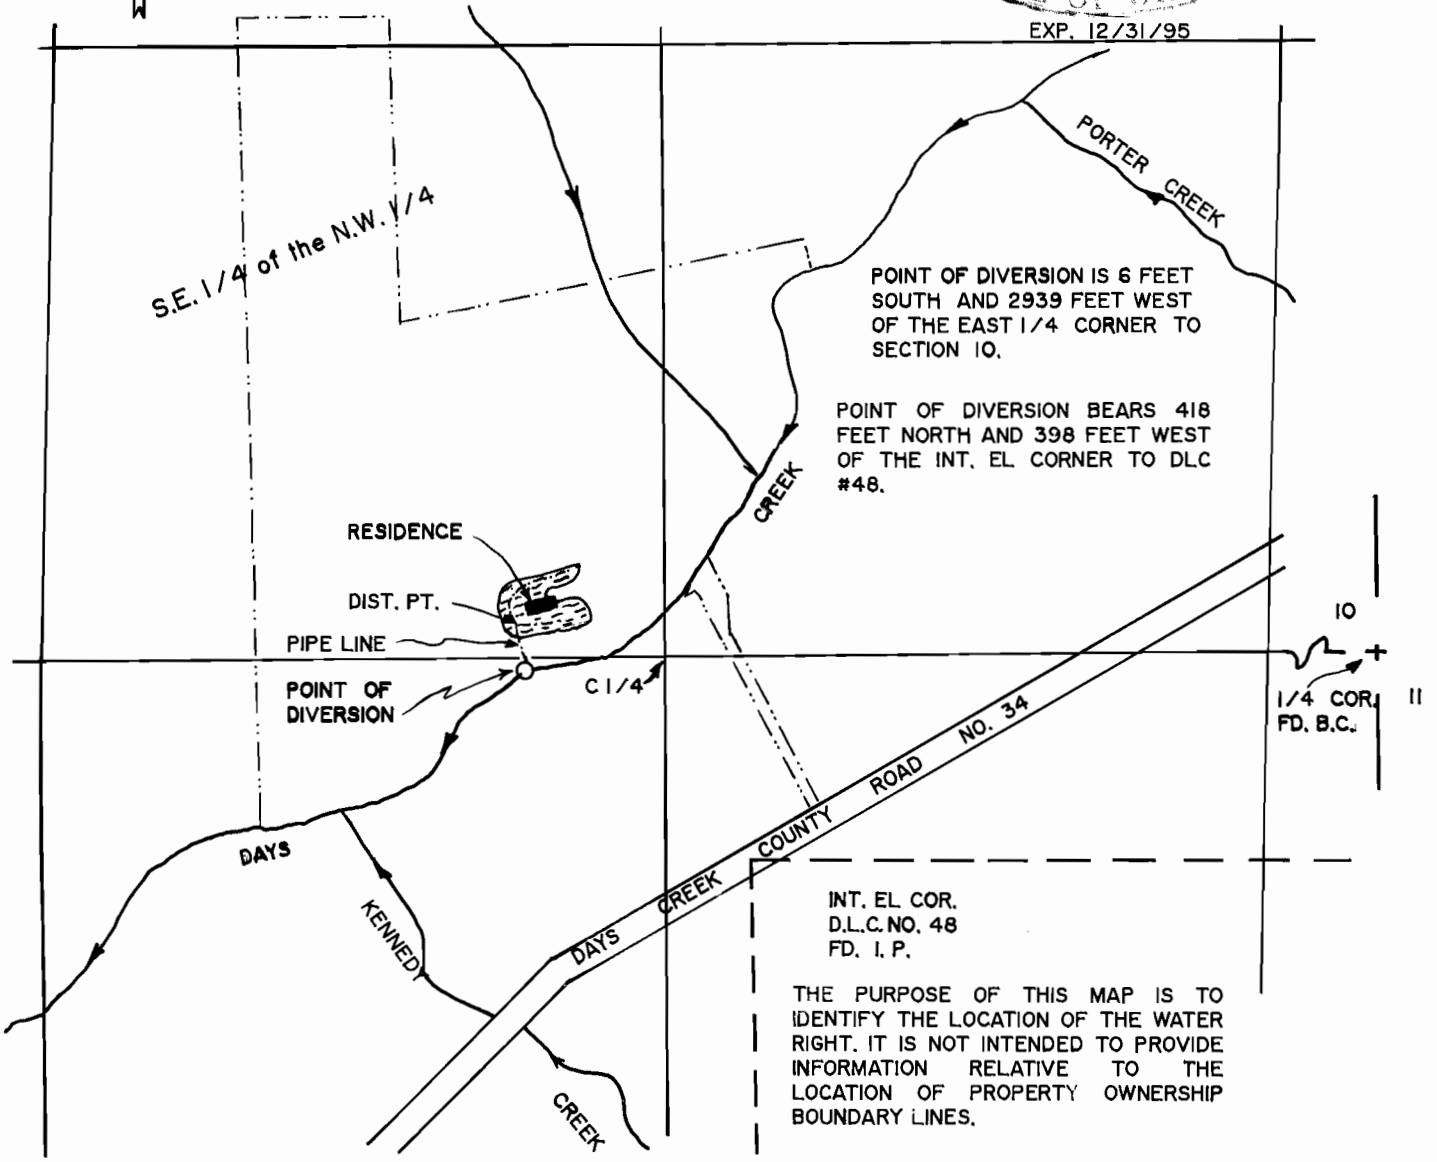 EXP. 12/31/95
PORTER CREEK
S.E. 1/4 of the N.W. 1/4
POINT OF DIVERSION IS 6 FEET
SOUTH AND 2939 FEET WEST
OF THE EAST 1/4 CORNER TO
SECTION 10.
POINT OF DIVERSION BEARS 418
FEET NORTH AND 398 FEET WEST
OF THE INT. EL CORNER TO DLC
#48.
CREEK
RESIDENCE
DIST. PT.
PIPE LINE
POINT OF
DIVERSION
C 1/4
10
1/4 COR.
FD. B.C.
11
DAYS
KENNEDY
CREEK
DAYS CREEK COUNTY ROAD NO. 34
INT. EL COR.
D.L.C. NO. 48
FD. I. P.
THE PURPOSE OF THIS MAP IS TO
IDENTIFY THE LOCATION OF THE WATER
RIGHT. IT IS NOT INTENDED TO PROVIDE
INFORMATION RELATIVE TO THE
LOCATION OF PROPERTY OWNERSHIP
BOUNDARY LINES.